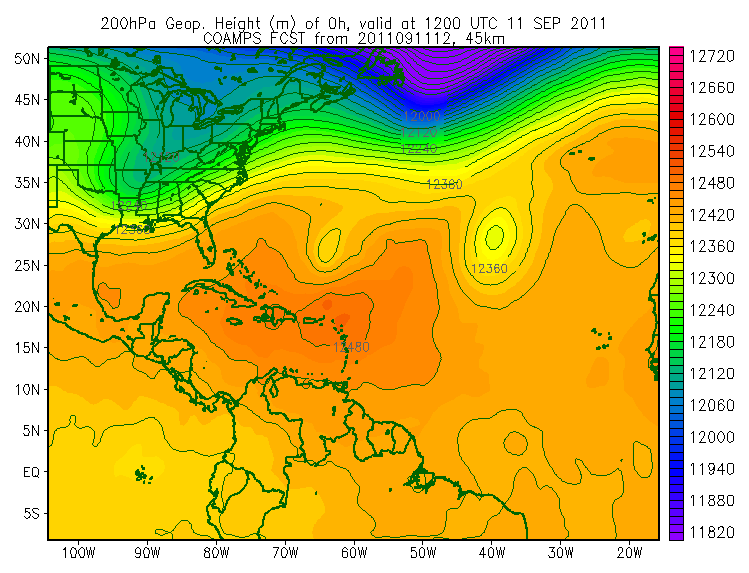 200hPa Geop. Height (m) of 0h, valid at 1200 UTC 11 SEP 2011
COAMPS FCST from 2011091112, 45km
50N
45N
40N
35N
30N
25N
20N
15N
10N
5N
EQ
5S
100W 90W 80W 70W 60W 50W 40W 30W 20W
12000
12120
12240
12360
12360
12480
12720
12660
12600
12540
12480
12420
12360
12300
12240
12180
12120
12060
12000
11940
11880
11820